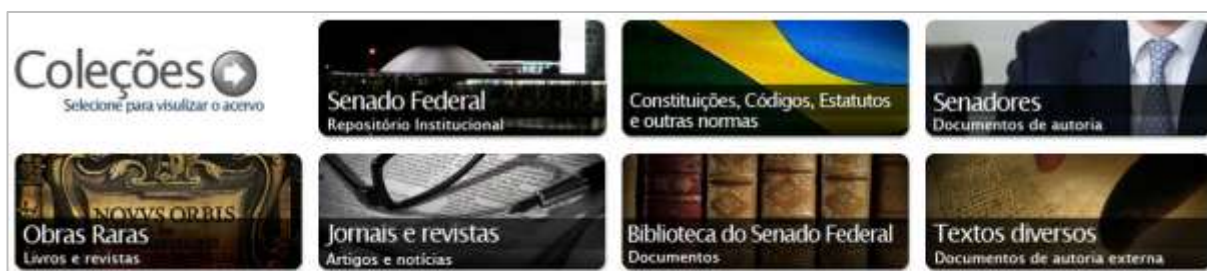 Coleções
Selecione para visulizar o acervo
Senado Federal
Repositório Institucional
Constituições, Códigos, Estatutos
e outras normas
Senadores
Documentos de autoria
NOVVS ORBIS
Obras Raras
Livros e revistas
Jornais e revistas
Artigos e notícias
Biblioteca do Senado Federal
Documentos
Textos diversos
Documentos de autoria externa